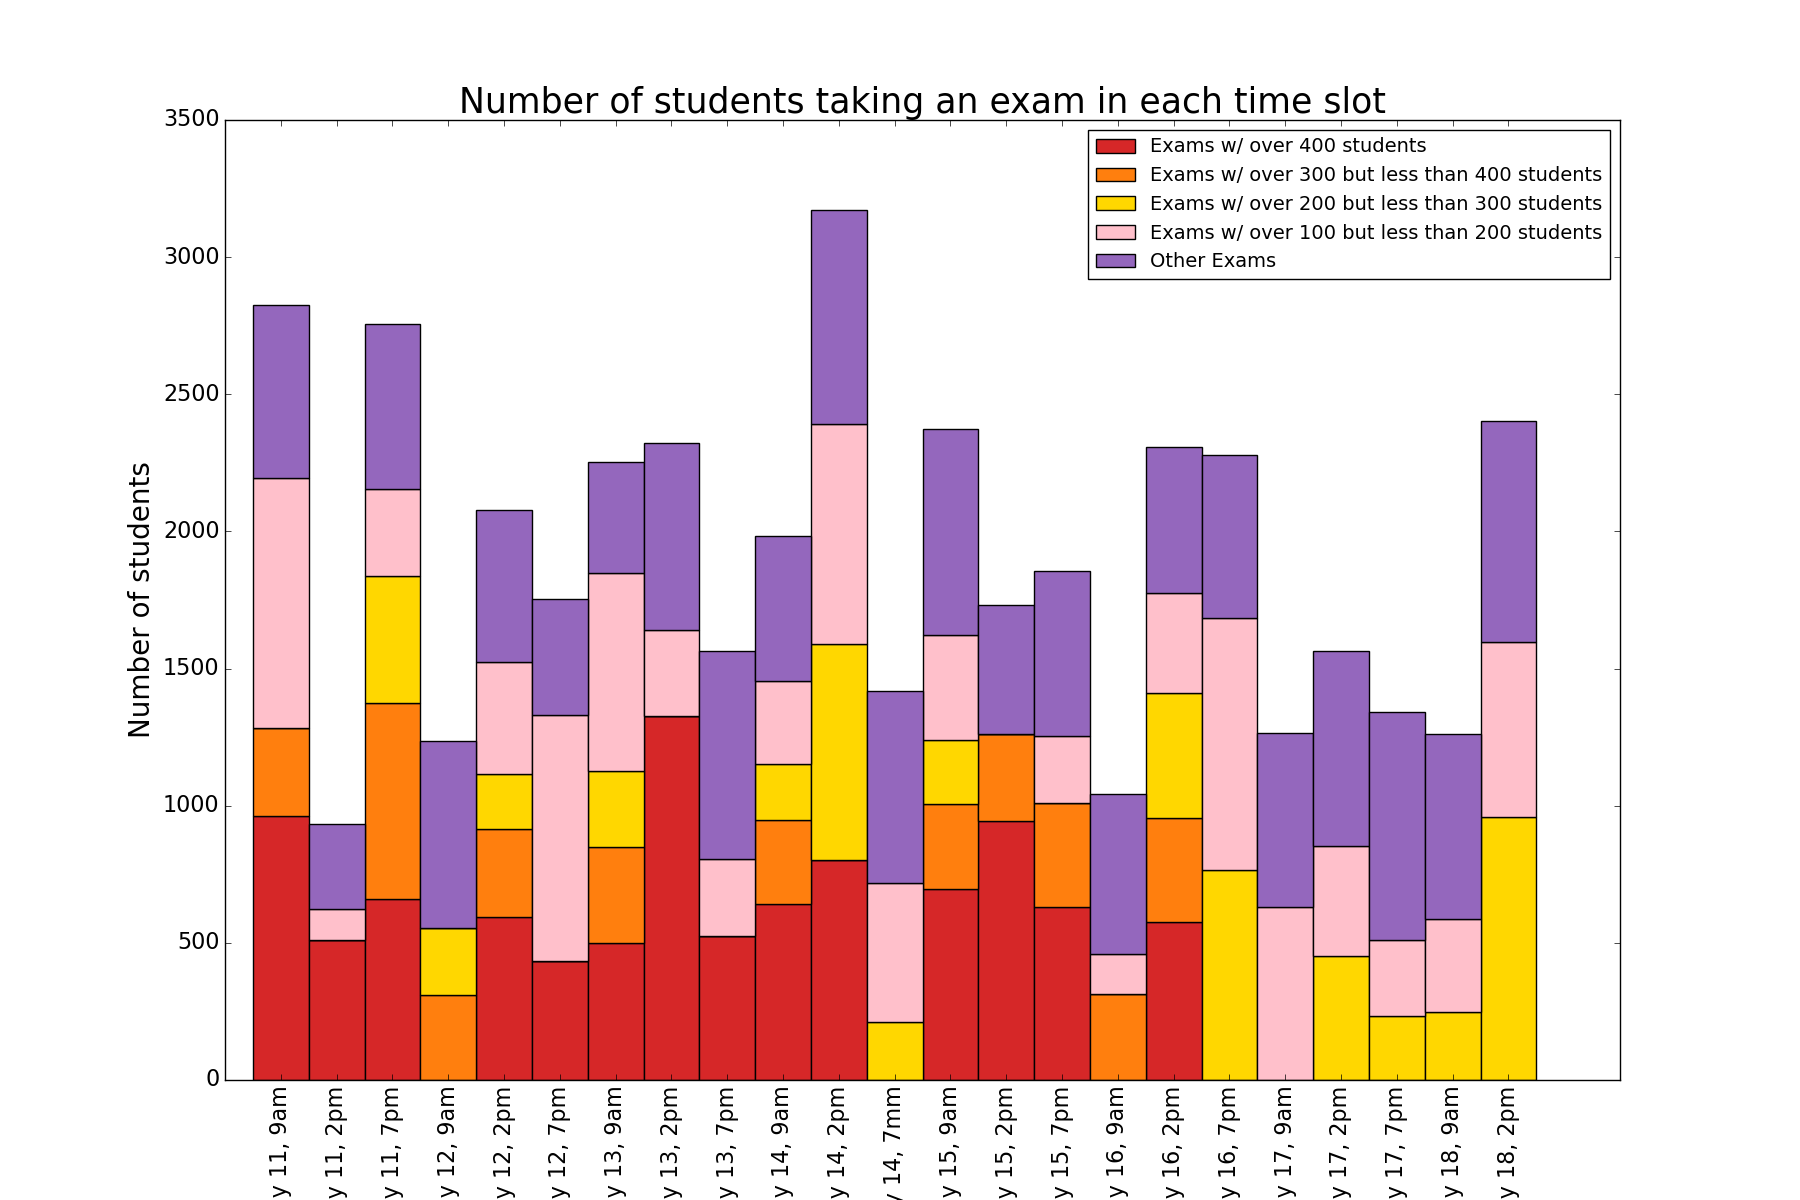 Number of students taking an exam in each time slot
Number of students
3500
3000
2500
2000
1500
1000
500
0
Exams w/ over 400 students
Exams w/ over 300 but less than 400 students
Exams w/ over 200 but less than 300 students
Exams w/ over 100 but less than 200 students
Other Exams
y 11, 9am
y 11, 2pm
y 11, 7pm
y 12, 9am
y 12, 2pm
y 12, 7pm
y 13, 9am
y 13, 2pm
y 13, 7pm
y 14, 9am
y 14, 2pm
y 14, 7mm
y 15, 9am
y 15, 2pm
y 15, 7pm
y 16, 9am
y 16, 2pm
y 16, 7pm
y 17, 9am
y 17, 2pm
y 17, 7pm
y 18, 9am
y 18, 2pm